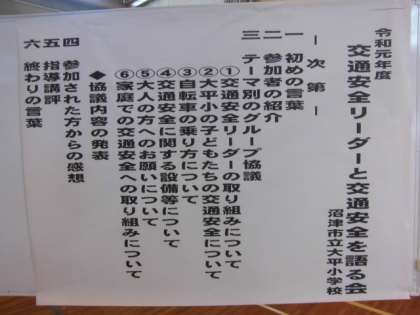 令和元年度
交通安全リーダーと交通安全を語る会
沼津市立大平小学校
― 次 第 ―
一 初めの言葉
二 参加者の紹介
三 テーマ別のグループ協議
①交通安全リーダーの取り組みについて
②大平小の子どもたちの交通安全について
③自転車の乗り方について
④交通安全に関する設備等について
⑤大人の方へのお願いについて
⑥家庭での交通安全への取り組みについて
◆協議内容の発表
四 参加された方からの感想
五 指導講評
六 終わりの言葉